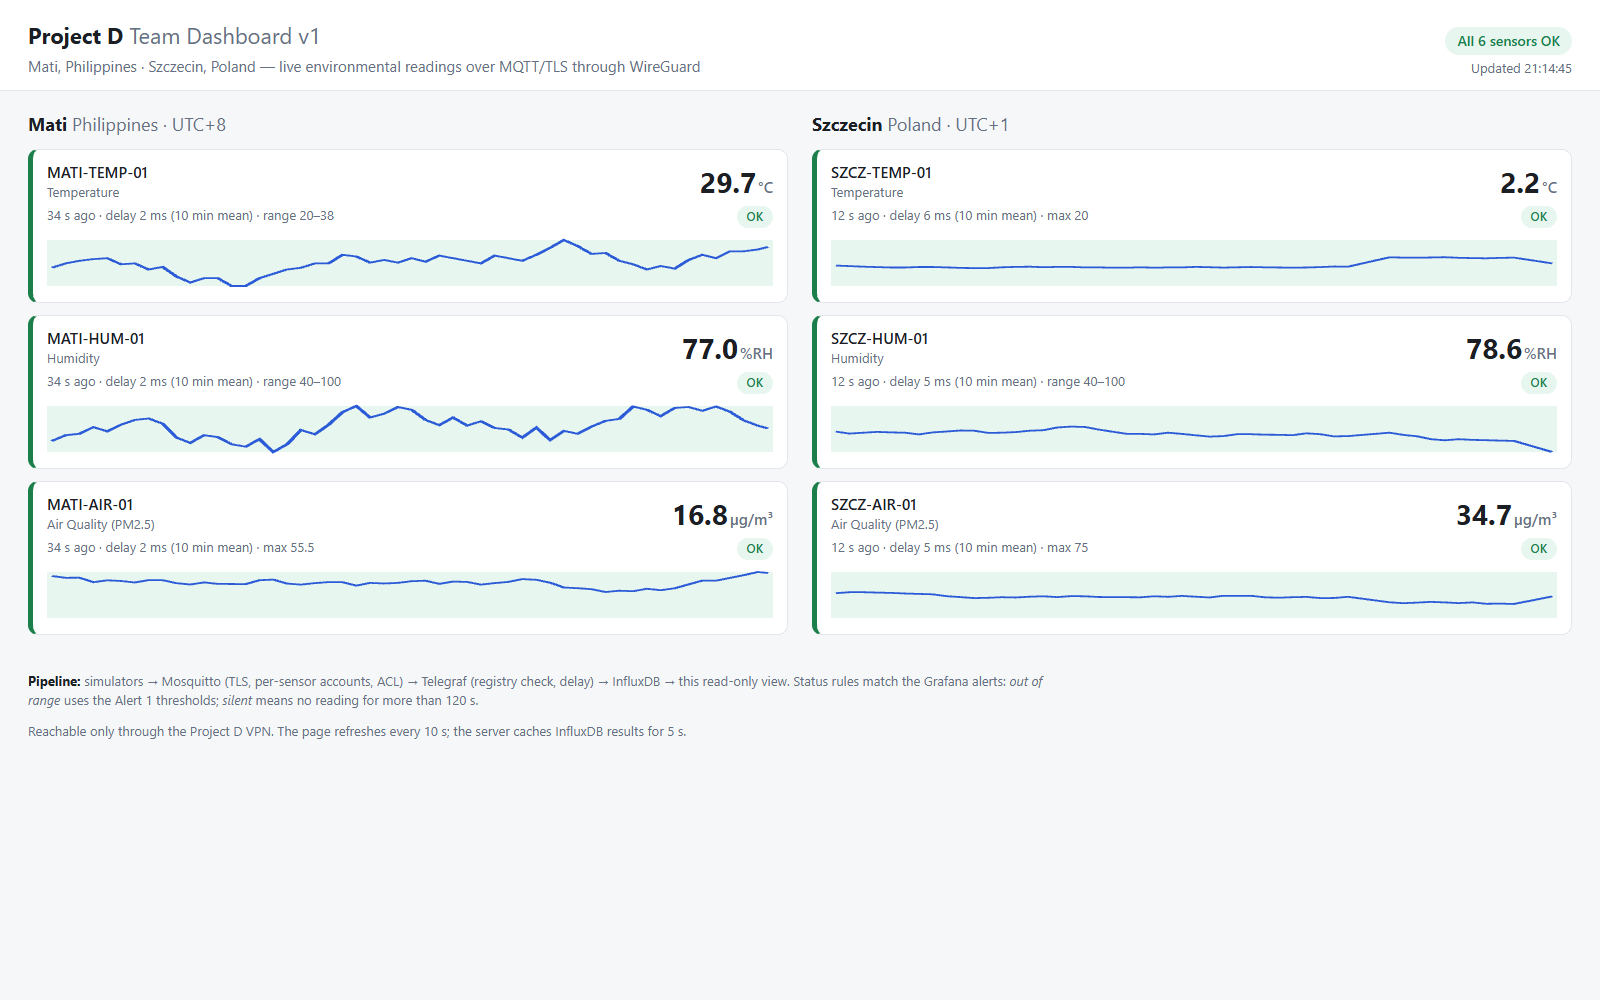 Project D Team Dashboard v1
Mati, Philippines · Szczecin, Poland — live environmental readings over MQTT/TLS through WireGuard
All 6 sensors OK
Updated 21:14:45
Mati Philippines · UTC+8
MATI-TEMP-01
Temperature
29.7 °C
34 s ago · delay 2 ms (10 min mean) · range 20–38
OK
MATI-HUM-01
Humidity
77.0 %RH
34 s ago · delay 2 ms (10 min mean) · range 40–100
OK
MATI-AIR-01
Air Quality (PM2.5)
16.8 µg/m³
34 s ago · delay 2 ms (10 min mean) · max 55.5
OK
Szczecin Poland · UTC+1
SZCZ-TEMP-01
Temperature
2.2 °C
12 s ago · delay 6 ms (10 min mean) · max 20
OK
SZCZ-HUM-01
Humidity
78.6 %RH
12 s ago · delay 5 ms (10 min mean) · range 40–100
OK
SZCZ-AIR-01
Air Quality (PM2.5)
34.7 µg/m³
12 s ago · delay 5 ms (10 min mean) · max 75
OK
Pipeline: simulators → Mosquitto (TLS, per-sensor accounts, ACL) → Telegraf (registry check, delay) → InfluxDB → this read-only view. Status rules match the Grafana alerts: out of
range uses the Alert 1 thresholds; silent means no reading for more than 120 s.
Reachable only through the Project D VPN. The page refreshes every 10 s; the server caches InfluxDB results for 5 s.